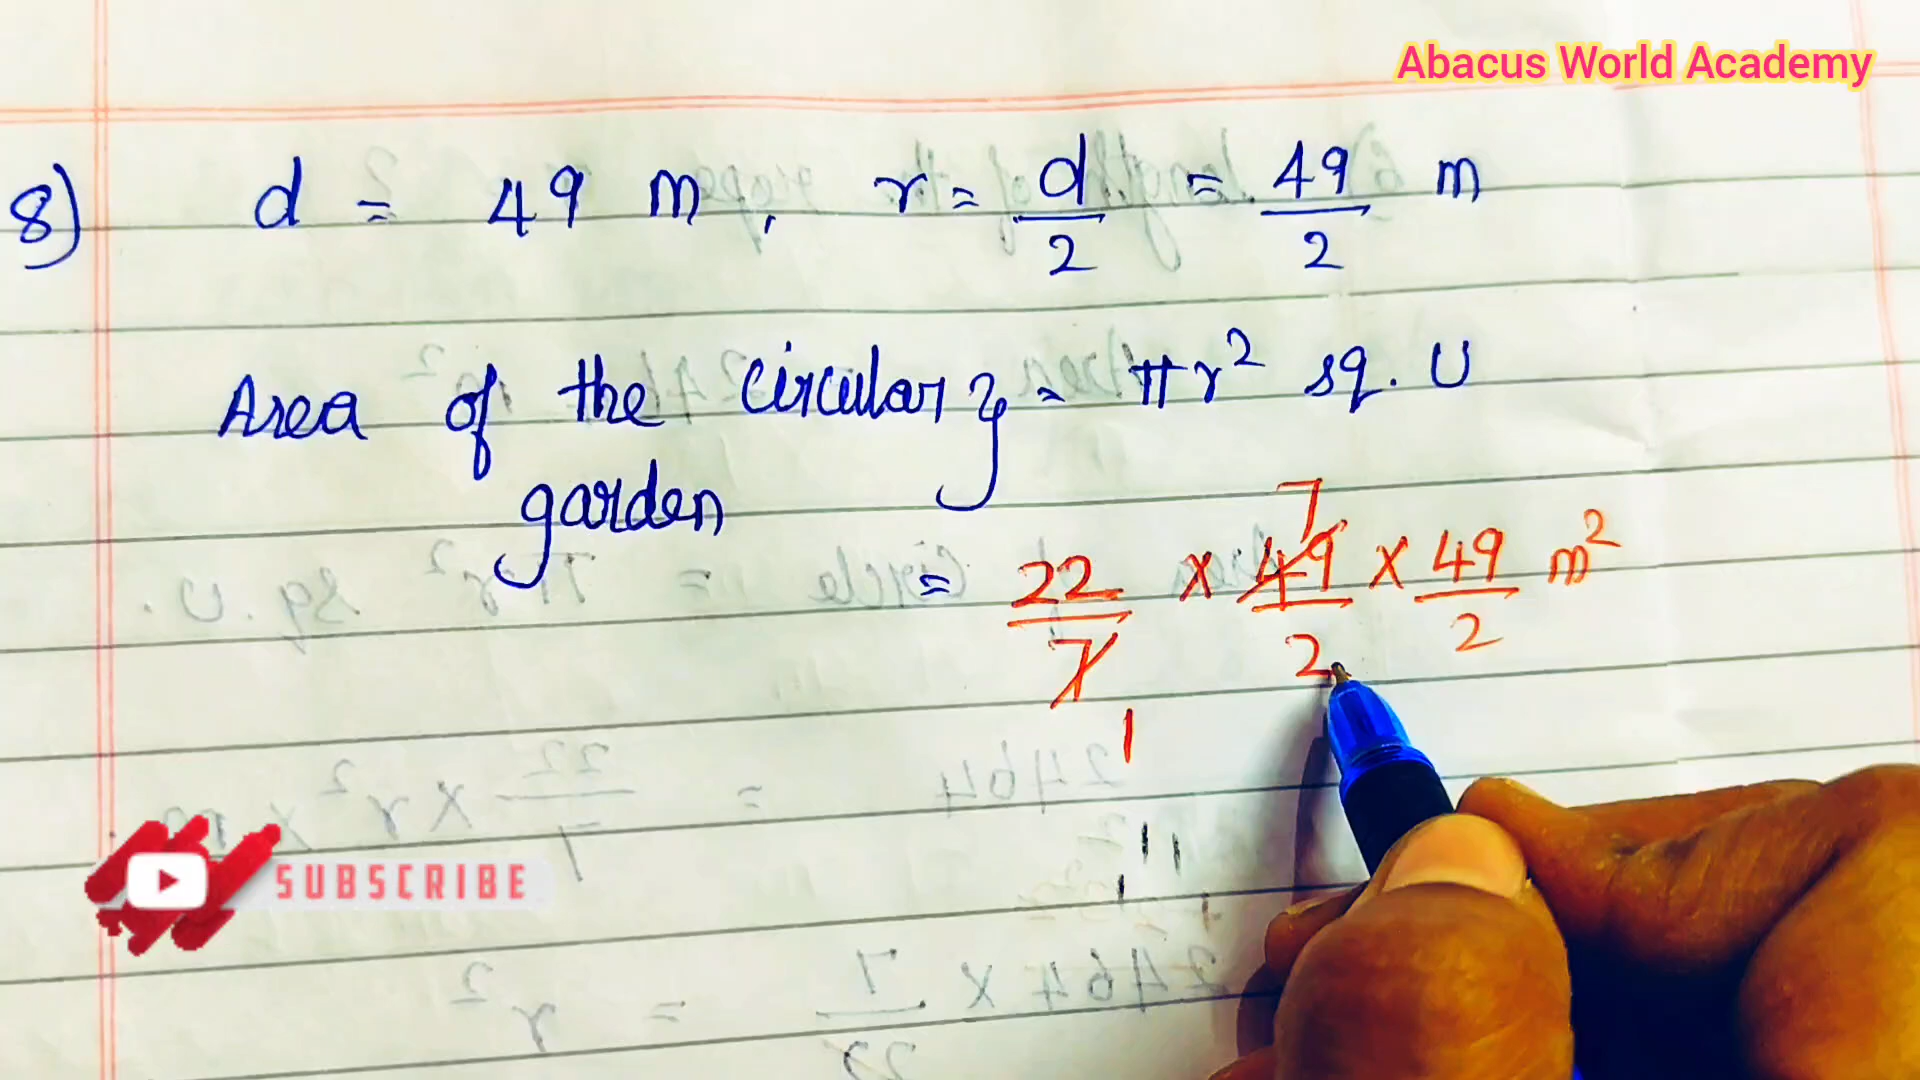 Abacus World Academy
8) d = 49 m, r = d/2 = 49/2 m
Area of the circular } = πr² sq. U
garden
= 22/7 × 49/2 × 49/2 m²
7
1
SUBSCRIBE